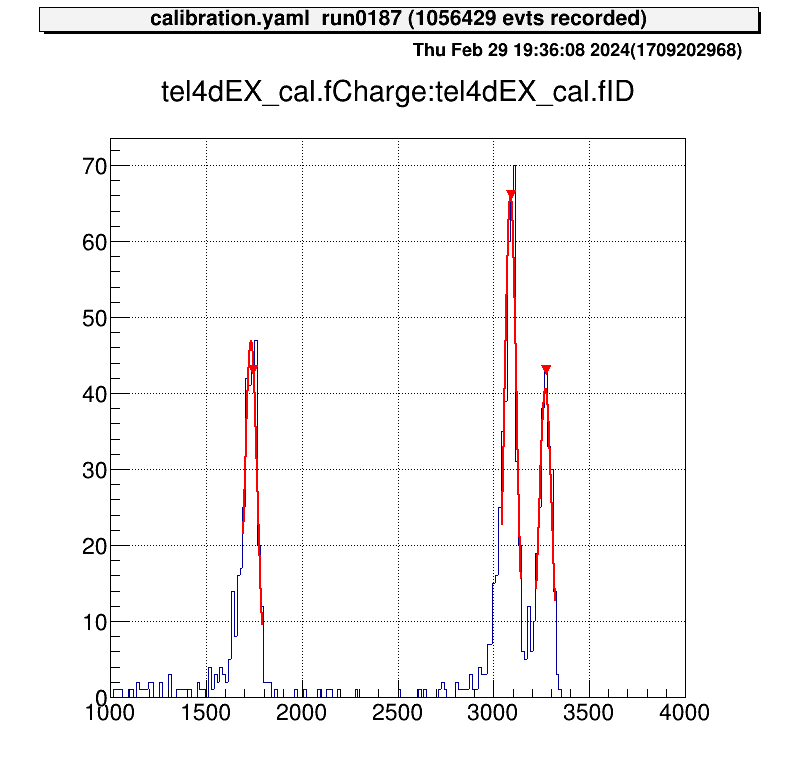 calibration.yaml run0187 (1056429 evts recorded)
Thu Feb 29 19:36:08 2024(1709202968)
tel4dEX_cal.fCharge:tel4dEX_cal.fID
70
60
50
40
30
20
10
0
1000 1500 2000 2500 3000 3500 4000